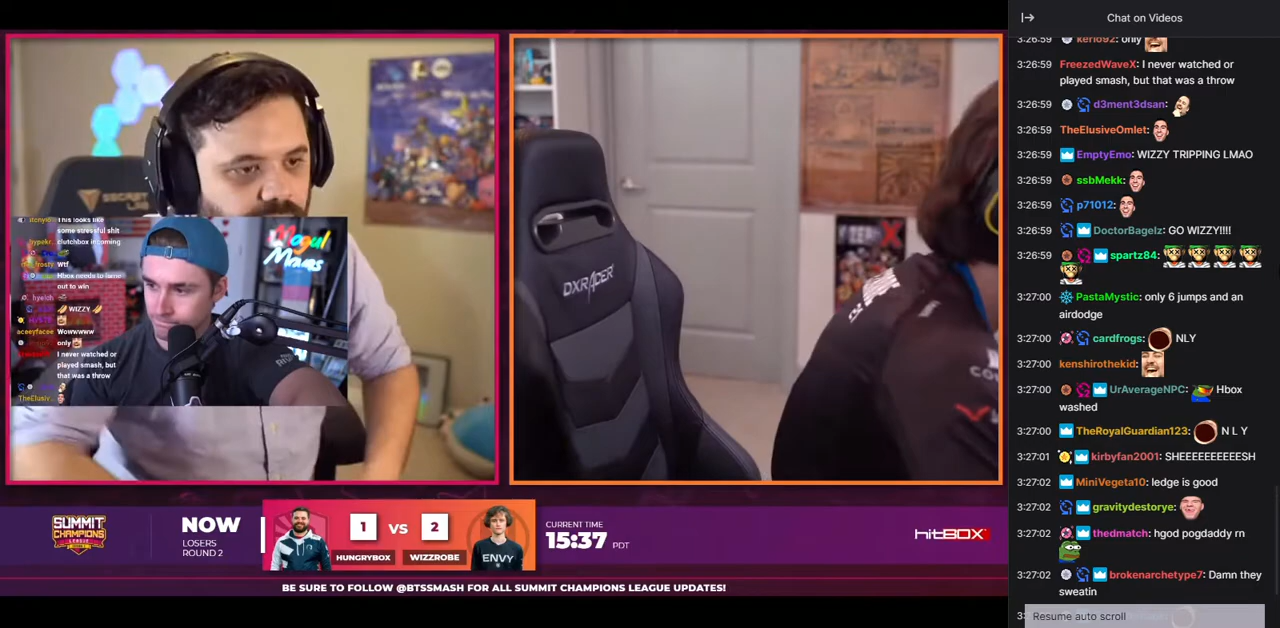 SECRETLAB
DXRACER
Mogul
Moves
This looks like
some stressful shit
clutchbox incoming
Wtf
Hbox needs to lame
out to win
hyeich
WIZZY
aceeyfacee Wowwwww
only
I never watched or
played smash, but
that was a throw
TheElusiv
SUMMIT
CHAMPIONS
LEAGUE
NOW
LOSERS
ROUND 2
1 VS 2
HUNGRYBOX WIZZROBE
ENVY
CURRENT TIME
15:37 PDT
hitBOX
BE SURE TO FOLLOW @BTSSMASH FOR ALL SUMMIT CHAMPIONS LEAGUE UPDATES!
Chat on Videos
3:26:59 kerlo92: only
3:26:59 FreezedWaveX: I never watched or
played smash, but that was a throw
3:26:59 d3ment3dsan:
3:26:59 TheElusiveOmlet:
3:26:59 EmptyEmo: WIZZY TRIPPING LMAO
3:26:59 ssbMekk:
3:26:59 p71012:
3:26:59 DoctorBagelz: GO WIZZY!!!!
3:26:59 spartz84:
3:27:00 PastaMystic: only 6 jumps and an
airdodge
3:27:00 cardfrogs: NLY
3:27:00 kenshirothekid:
3:27:00 UrAverageNPC: Hbox
washed
3:27:00 TheRoyalGuardian123: N L Y
3:27:01 kirbyfan2001: SHEEEEEEEEEESH
3:27:02 MiniVegeta10: ledge is good
3:27:02 gravitydestorye:
3:27:02 thedmatch: hgod pogdaddy rn
3:27:02 brokenarchetype7: Damn they
sweatin
Resume auto scroll